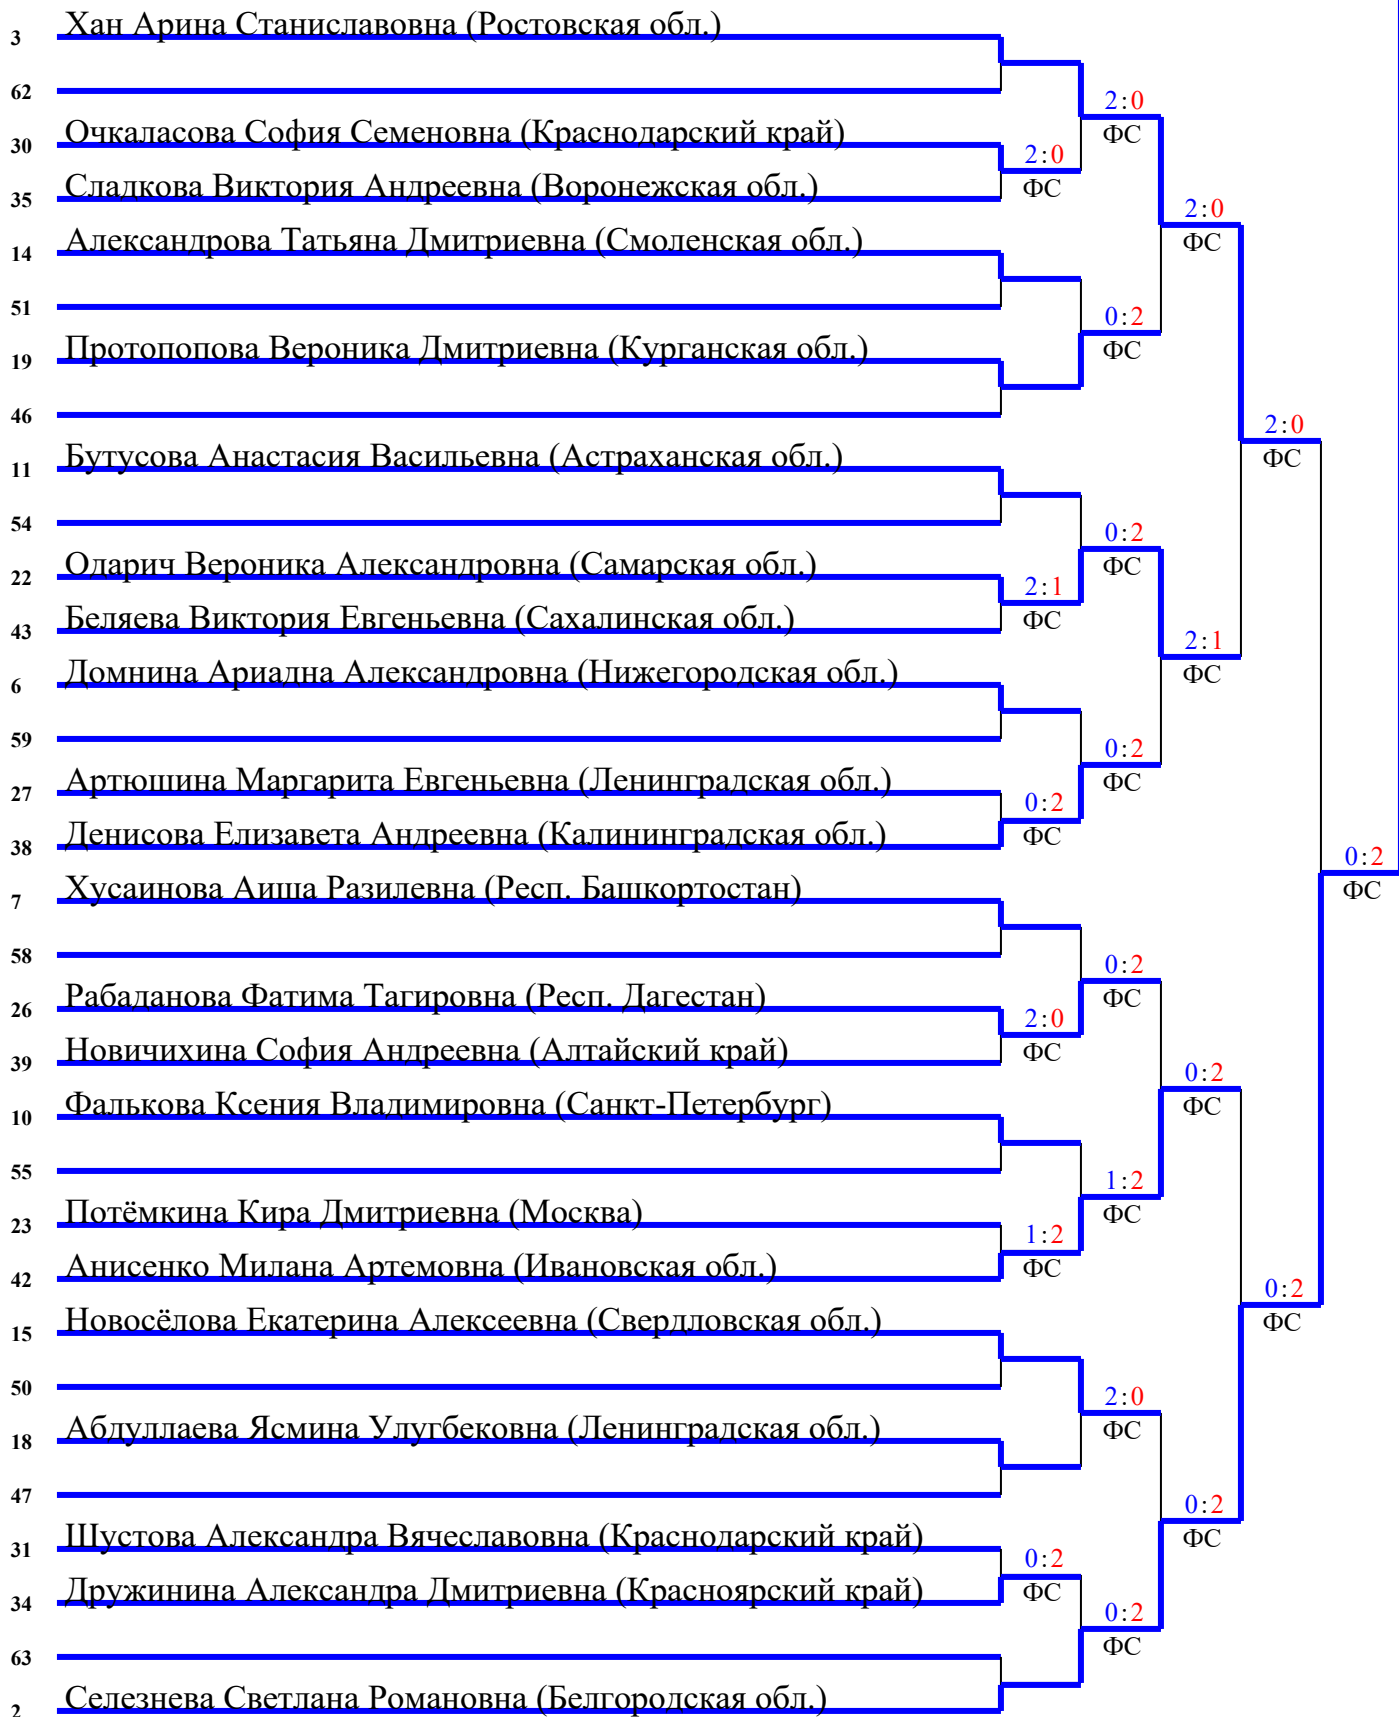 3 Хан Арина Станиславовна (Ростовская обл.)
62
2:0
ФС
30 Очкаласова София Семеновна (Краснодарский край)
2:0
ФС
35 Сладкова Виктория Андреевна (Воронежская обл.)
2:0
ФС
14 Александрова Татьяна Дмитриевна (Смоленская обл.)
51
0:2
ФС
19 Протопопова Вероника Дмитриевна (Курганская обл.)
46
2:0
ФС
11 Бутусова Анастасия Васильевна (Астраханская обл.)
54
0:2
ФС
22 Одарич Вероника Александровна (Самарская обл.)
2:1
ФС
43 Беляева Виктория Евгеньевна (Сахалинская обл.)
2:1
ФС
6 Домнина Ариадна Александровна (Нижегородская обл.)
59
0:2
ФС
27 Артюшина Маргарита Евгеньевна (Ленинградская обл.)
0:2
ФС
38 Денисова Елизавета Андреевна (Калининградская обл.)
0:2
ФС
7 Хусаинова Аиша Разилевна (Респ. Башкортостан)
58
0:2
ФС
26 Рабаданова Фатима Тагировна (Респ. Дагестан)
2:0
ФС
39 Новичихина София Андреевна (Алтайский край)
0:2
ФС
10 Фалькова Ксения Владимировна (Санкт-Петербург)
55
1:2
ФС
23 Потёмкина Кира Дмитриевна (Москва)
1:2
ФС
42 Анисенко Милана Артемовна (Ивановская обл.)
0:2
ФС
15 Новосёлова Екатерина Алексеевна (Свердловская обл.)
50
2:0
ФС
18 Абдуллаева Ясмина Улугбековна (Ленинградская обл.)
47
0:2
ФС
31 Шустова Александра Вячеславовна (Краснодарский край)
0:2
ФС
34 Дружинина Александра Дмитриевна (Красноярский край)
0:2
ФС
63
2 Селезнева Светлана Романовна (Белгородская обл.)